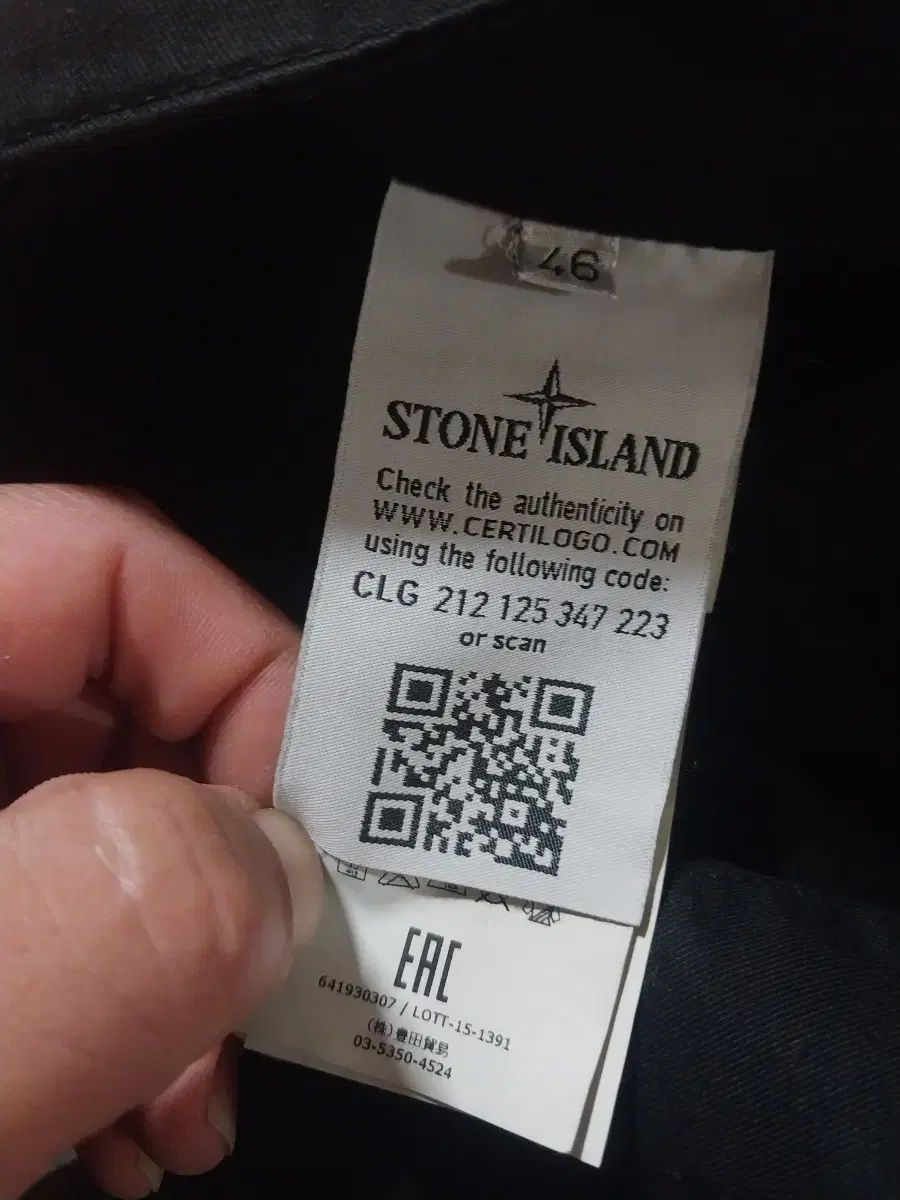 46
STONE ISLAND
Check the authenticity on
WWW.CERTILOGO.COM
using the following code:
CLG 212 125 347 223
or scan
EAC
641930307 / LOTT-15-1391
(株)豊田貿易
03-5350-4524